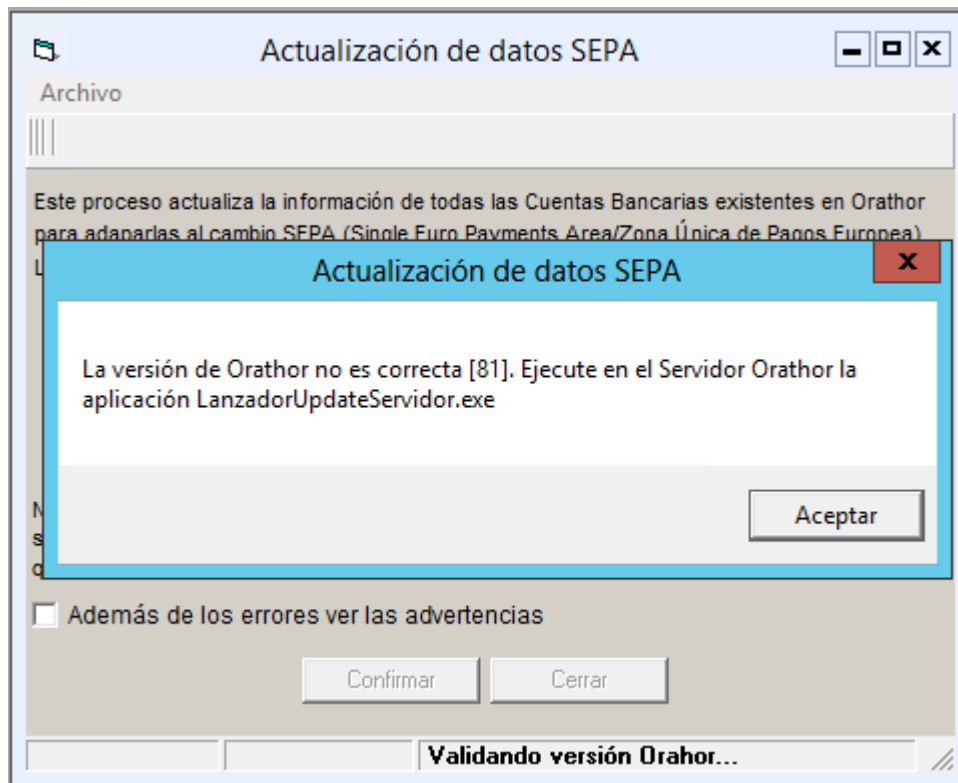 Actualización de datos SEPA
Archivo
Este proceso actualiza la información de todas las Cuentas Bancarias existentes en Orathor
para adaparlas al cambio SEPA (Single Euro Payments Area/Zona Única de Pagos Europea)
L
Actualización de datos SEPA
La versión de Orathor no es correcta [81]. Ejecute en el Servidor Orathor la
aplicación LanzadorUpdateServidor.exe
Aceptar
N
s
q
Además de los errores ver las advertencias
Confirmar Cerrar
Validando versión Orahor...